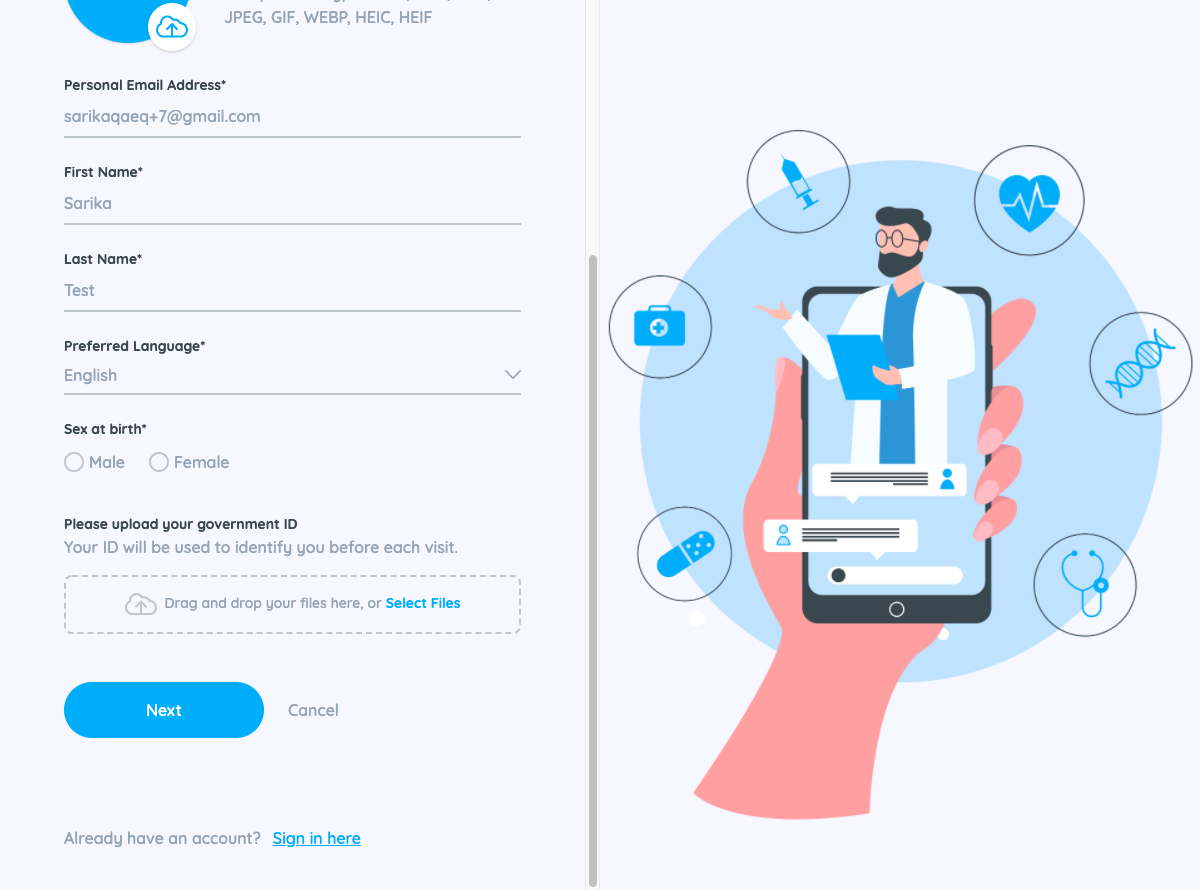 JPEG, GIF, WEBP, HEIC, HEIF
Personal Email Address*
sarikaqaeq+7@gmail.com
First Name*
Sarika
Last Name*
Test
Preferred Language*
English
Sex at birth*
Male Female
Please upload your government ID
Your ID will be used to identify you before each visit.
Drag and drop your files here, or Select Files
Next Cancel
Already have an account? Sign in here